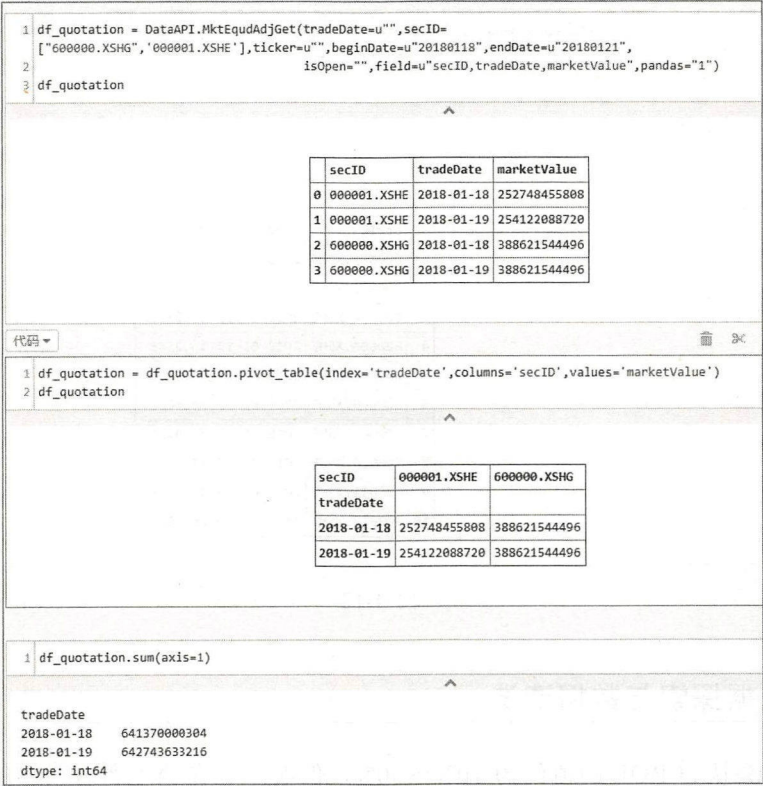 1 df_quotation = DataAPI.MktEqudAdjGet(tradeDate=u"",secID=
["600000.XSHG",'000001.XSHE'],ticker=u"",beginDate=u"20180118",endDate=u"20180121",
2 isOpen="",field=u"secID,tradeDate,marketValue",pandas="1")
3 df_quotation
secID tradeDate marketValue
0 000001.XSHE 2018-01-18 252748455808
1 000001.XSHE 2018-01-19 254122088720
2 600000.XSHG 2018-01-18 388621544496
3 600000.XSHG 2018-01-19 388621544496
代码
1 df_quotation = df_quotation.pivot_table(index='tradeDate',columns='secID',values='marketValue')
2 df_quotation
secID 000001.XSHE 600000.XSHG
tradeDate
2018-01-18 252748455808 388621544496
2018-01-19 254122088720 388621544496
1 df_quotation.sum(axis=1)
tradeDate
2018-01-18 641370000304
2018-01-19 642743633216
dtype: int64